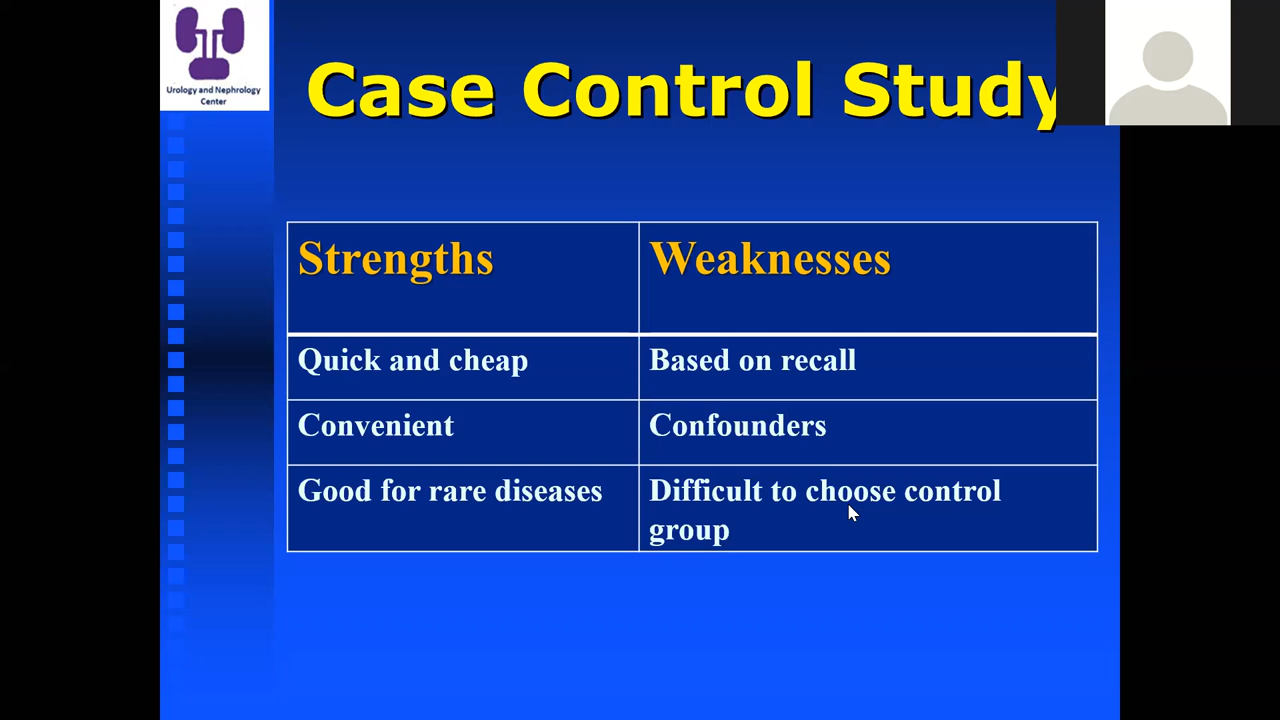 Urology and Nephrology
Center
Case Control Study
Strengths
Weaknesses
Quick and cheap
Based on recall
Convenient
Confounders
Good for rare diseases
Difficult to choose control
group